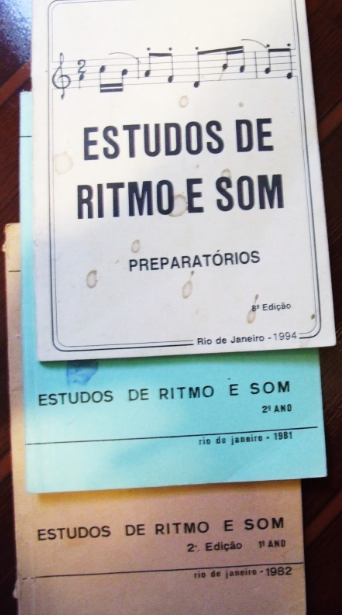 ESTUDOS DE
RITMO E SOM
PREPARATÓRIOS
8ª Edição
Rio de Janeiro - 1994
ESTUDOS DE RITMO E SOM
2º ANO
rio de janeiro - 1981
ESTUDOS DE RITMO E SOM
2ª. Edição 1º ANO
rio de janeiro - 1982